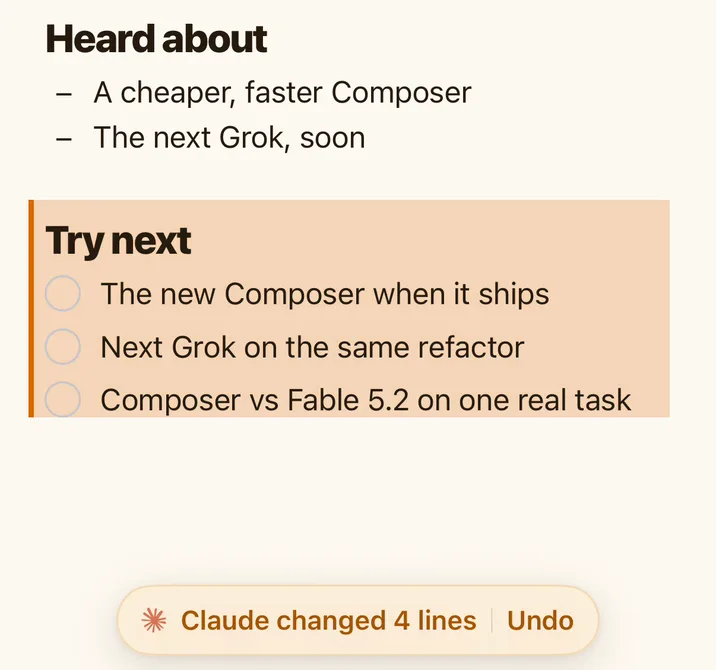 Heard about
– A cheaper, faster Composer
– The next Grok, soon
Try next
The new Composer when it ships
Next Grok on the same refactor
Composer vs Fable 5.2 on one real task
Claude changed 4 lines | Undo